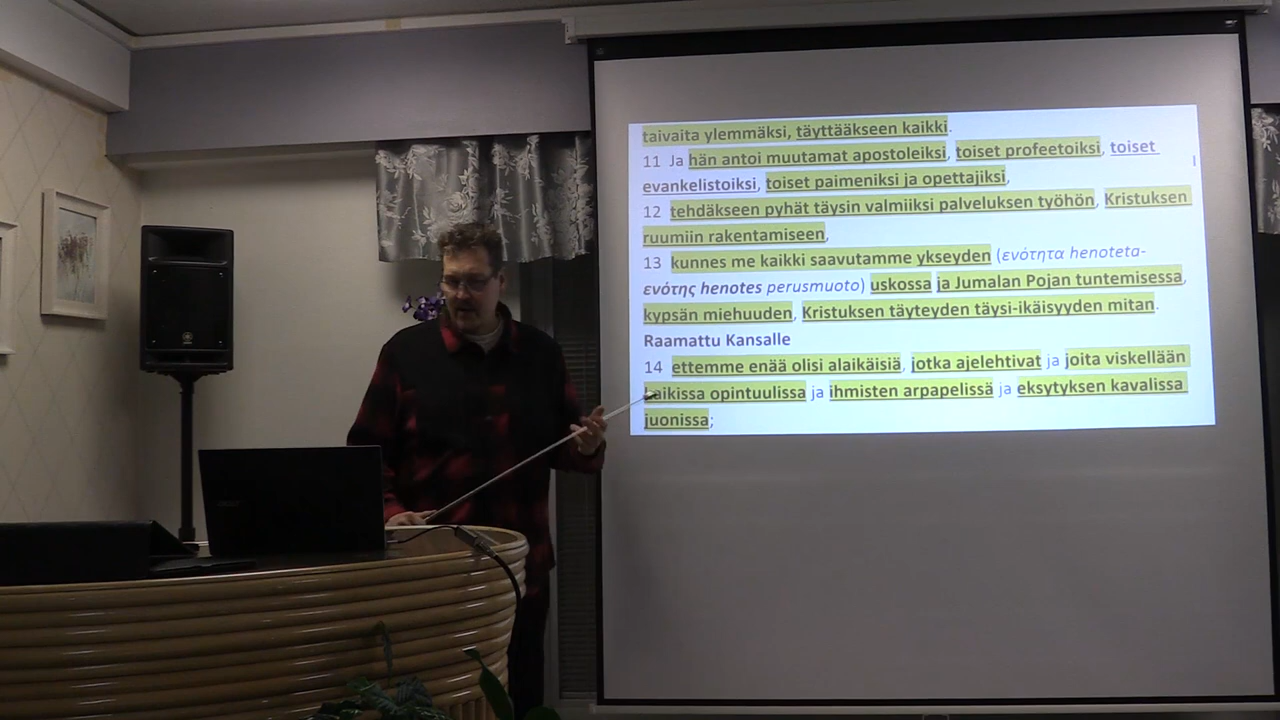 taivaita ylemmäksi, täyttääkseen kaikki.
11 Ja hän antoi muutamat apostoleiksi, toiset profeetoiksi, toiset
evankelistoiksi, toiset paimeniksi ja opettajiksi,
12 tehdäkseen pyhät täysin valmiiksi palveluksen työhön, Kristuksen
ruumiin rakentamiseen,
13 kunnes me kaikki saavutamme ykseyden (ενότητα henoteta-
ενότης henotes perusmuoto) uskossa ja Jumalan Pojan tuntemisessa,
kypsän miehuuden, Kristuksen täyteyden täysi-ikäisyyden mitan.
Raamattu Kansalle
14 ettemme enää olisi alaikäisiä, jotka ajelehtivat ja joita viskellään
kaikissa opintuulissa ja ihmisten arpapelissä ja eksytyksen kavalissa
juonissa;